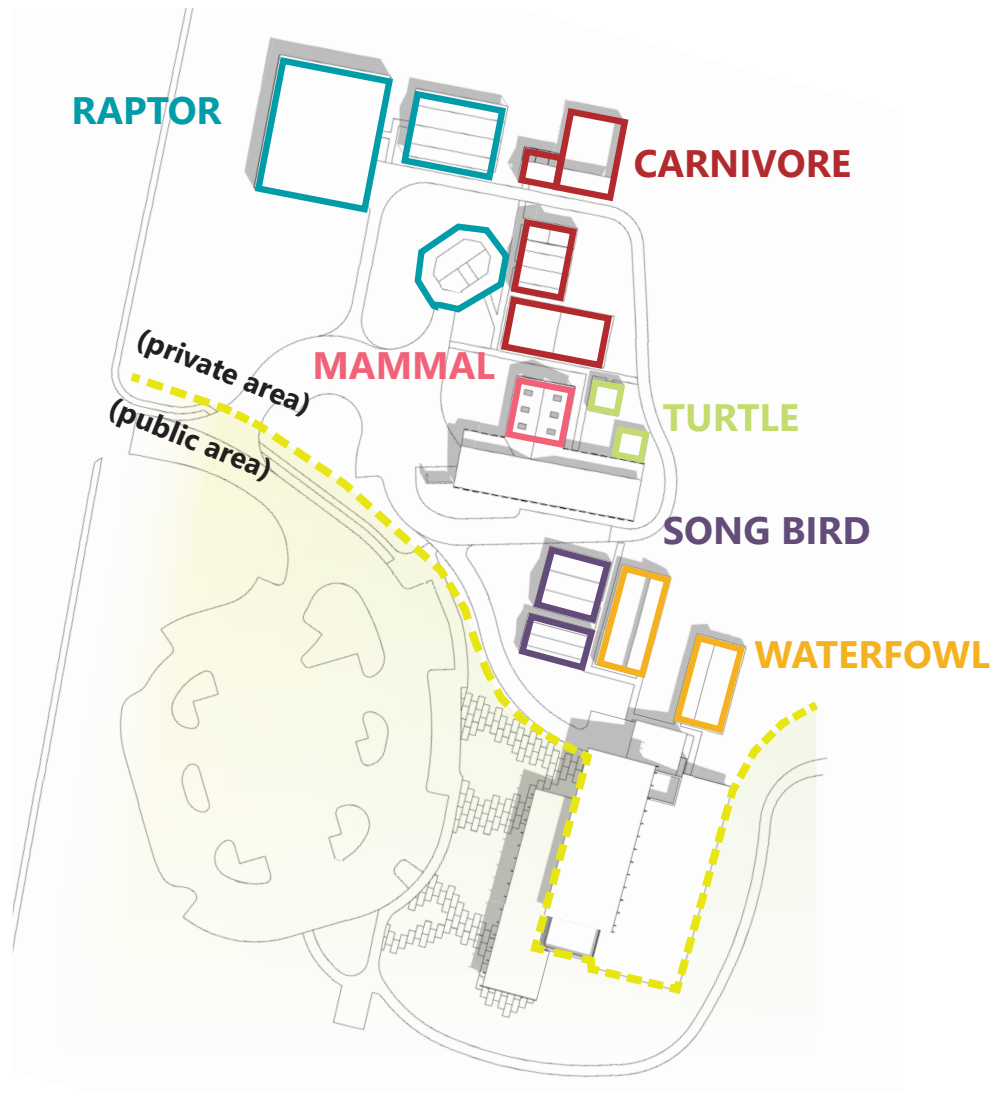 RAPTOR
CARNIVORE
(private area)
MAMMAL
(public area)
TURTLE
SONG BIRD
WATERFOWL